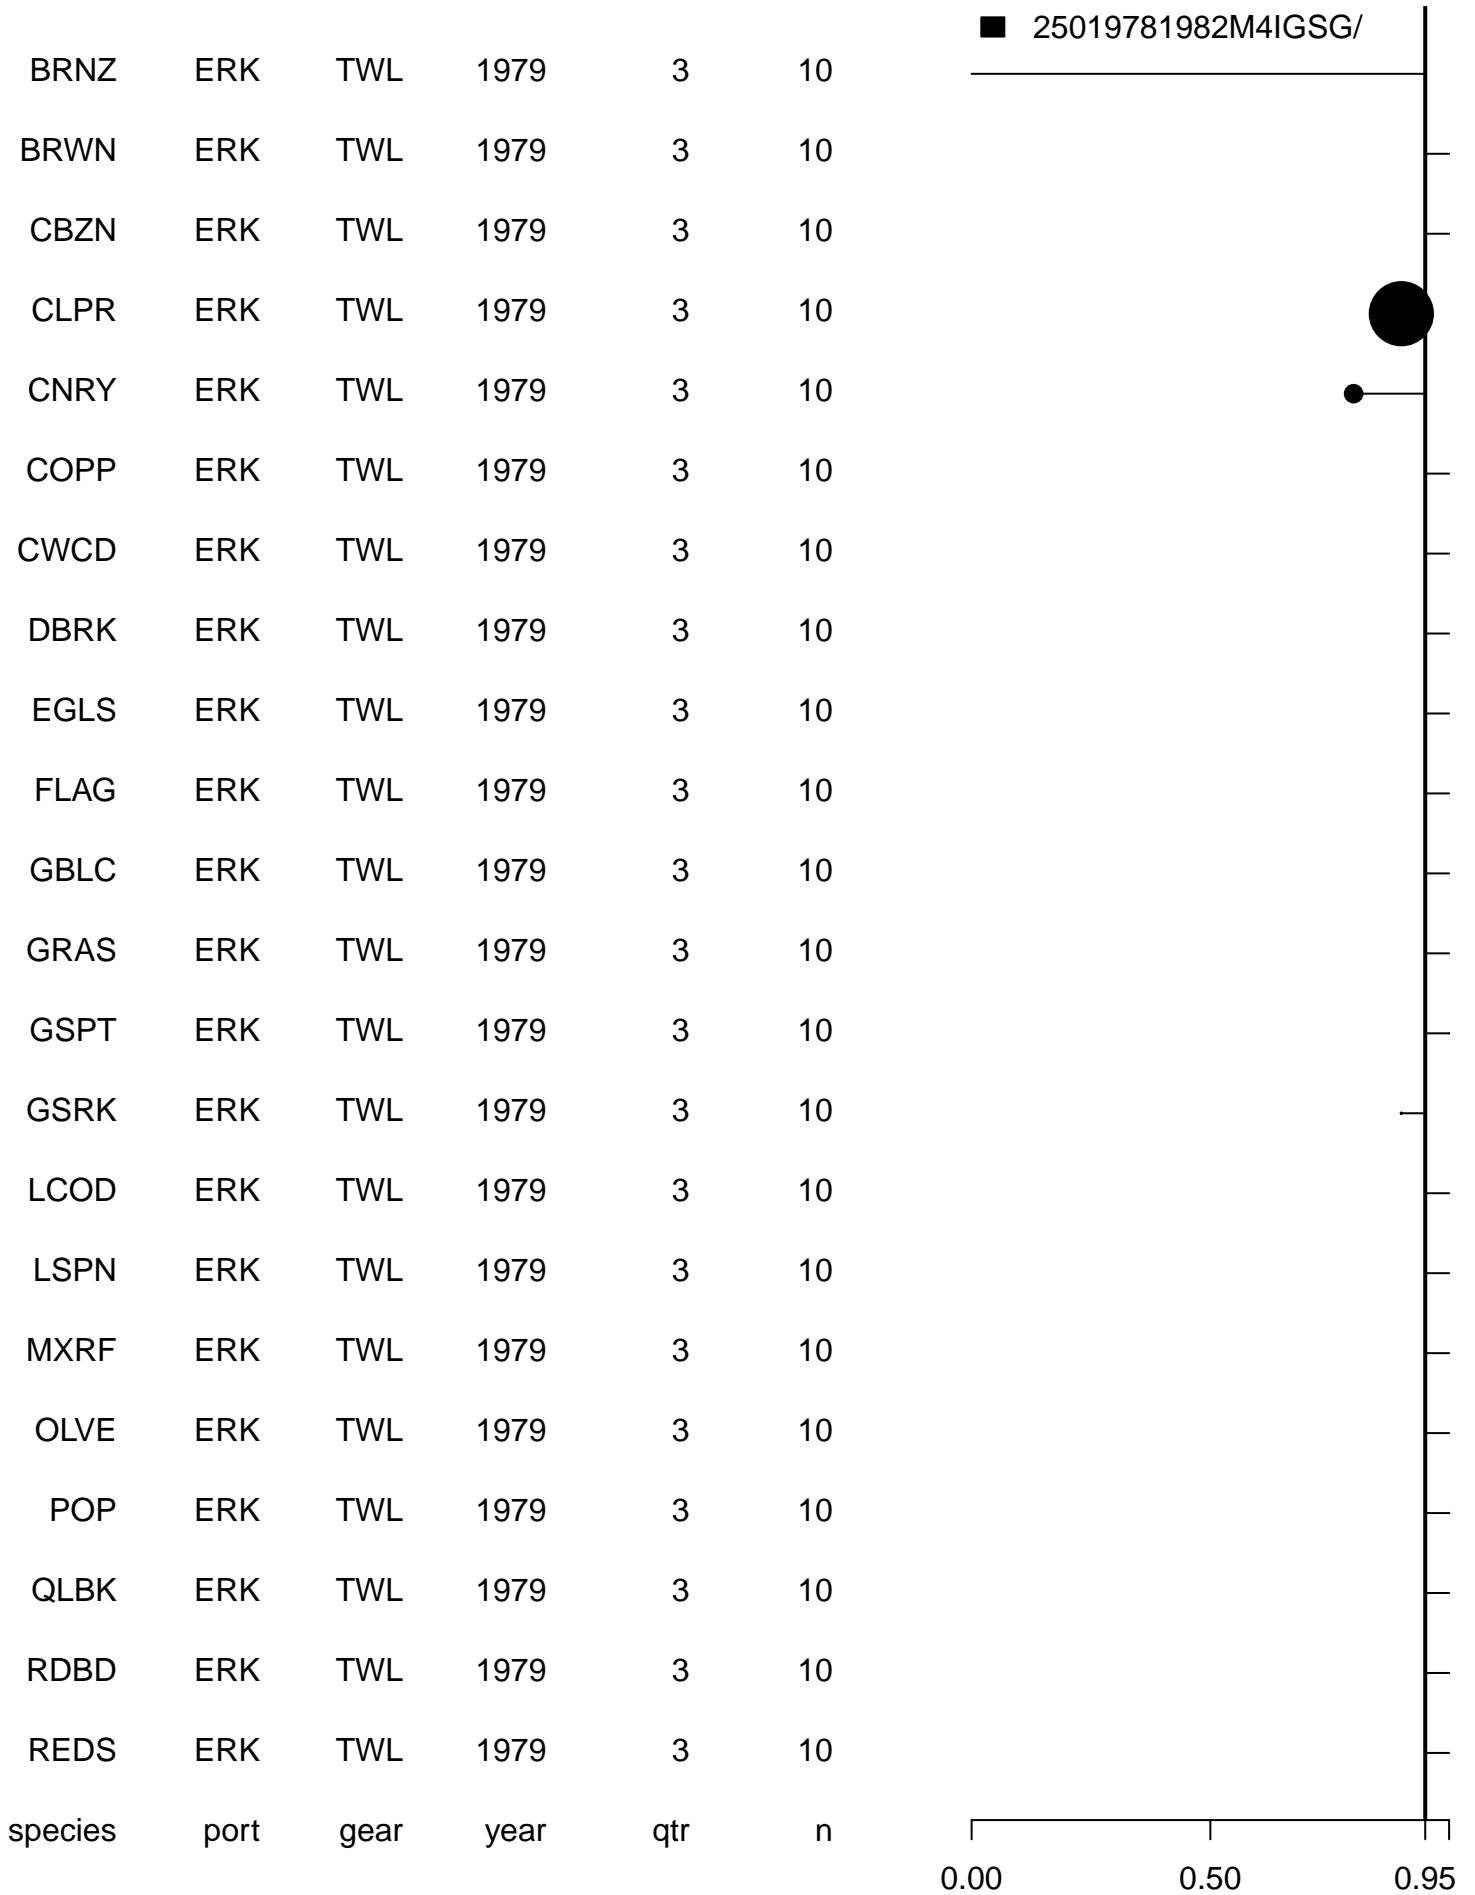 25019781982M4IGSG/
BRNZ ERK TWL 1979 3 10
BRWN ERK TWL 1979 3 10
CBZN ERK TWL 1979 3 10
CLPR ERK TWL 1979 3 10
CNRY ERK TWL 1979 3 10
COPP ERK TWL 1979 3 10
CWCD ERK TWL 1979 3 10
DBRK ERK TWL 1979 3 10
EGLS ERK TWL 1979 3 10
FLAG ERK TWL 1979 3 10
GBLC ERK TWL 1979 3 10
GRAS ERK TWL 1979 3 10
GSPT ERK TWL 1979 3 10
GSRK ERK TWL 1979 3 10
LCOD ERK TWL 1979 3 10
LSPN ERK TWL 1979 3 10
MXRF ERK TWL 1979 3 10
OLVE ERK TWL 1979 3 10
POP ERK TWL 1979 3 10
QLBK ERK TWL 1979 3 10
RDBD ERK TWL 1979 3 10
REDS ERK TWL 1979 3 10
species port gear year qtr n
0.00 0.50 0.95